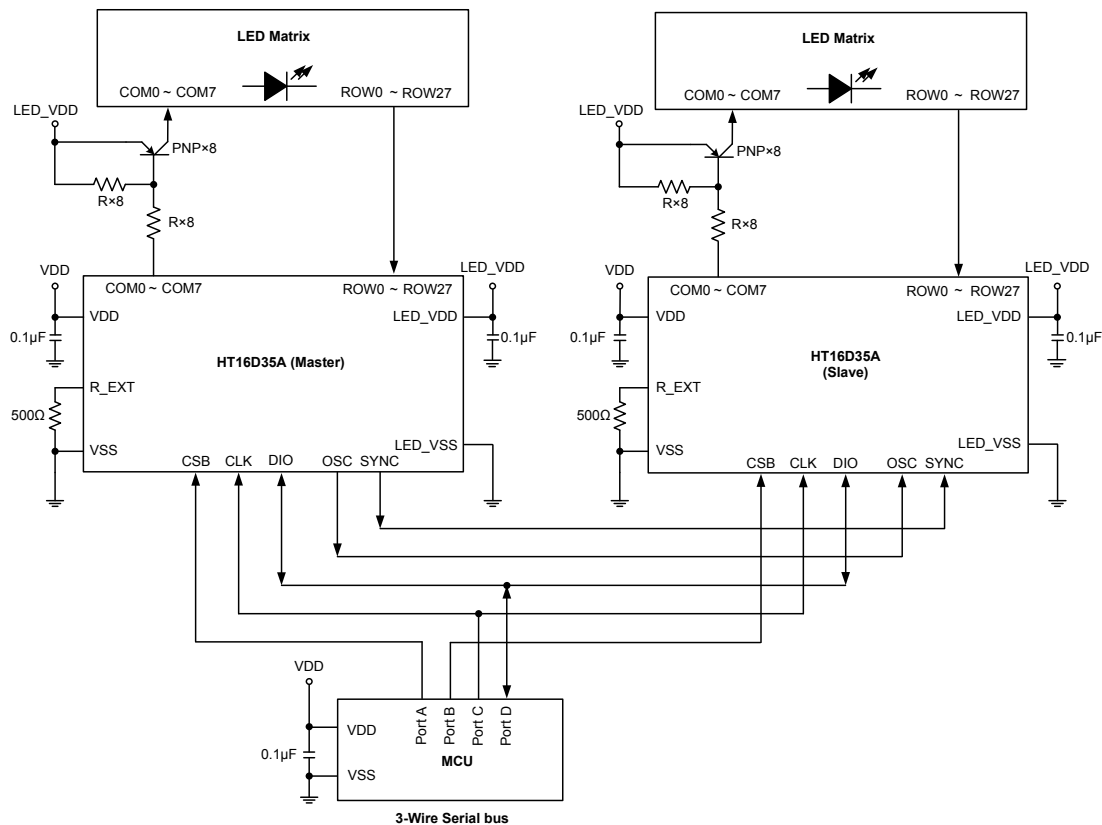 LED Matrix
COM0 ~ COM7
ROW0 ~ ROW27
LED_VDD
PNP×8
R×8
R×8
VDD
LED_VDD
COM0 ~ COM7
ROW0 ~ ROW27
VDD
LED_VDD
0.1μF
0.1μF
HT16D35A (Master)
R_EXT
500Ω
VSS
LED_VSS
CSB CLK DIO OSC SYNC
LED Matrix
COM0 ~ COM7
ROW0 ~ ROW27
LED_VDD
PNP×8
R×8
R×8
VDD
LED_VDD
COM0 ~ COM7
ROW0 ~ ROW27
VDD
LED_VDD
0.1μF
0.1μF
HT16D35A
(Slave)
R_EXT
500Ω
VSS
LED_VSS
CSB CLK DIO OSC SYNC
VDD
Port A
Port B
Port C
Port D
VDD
0.1μF
MCU
VSS
3-Wire Serial bus